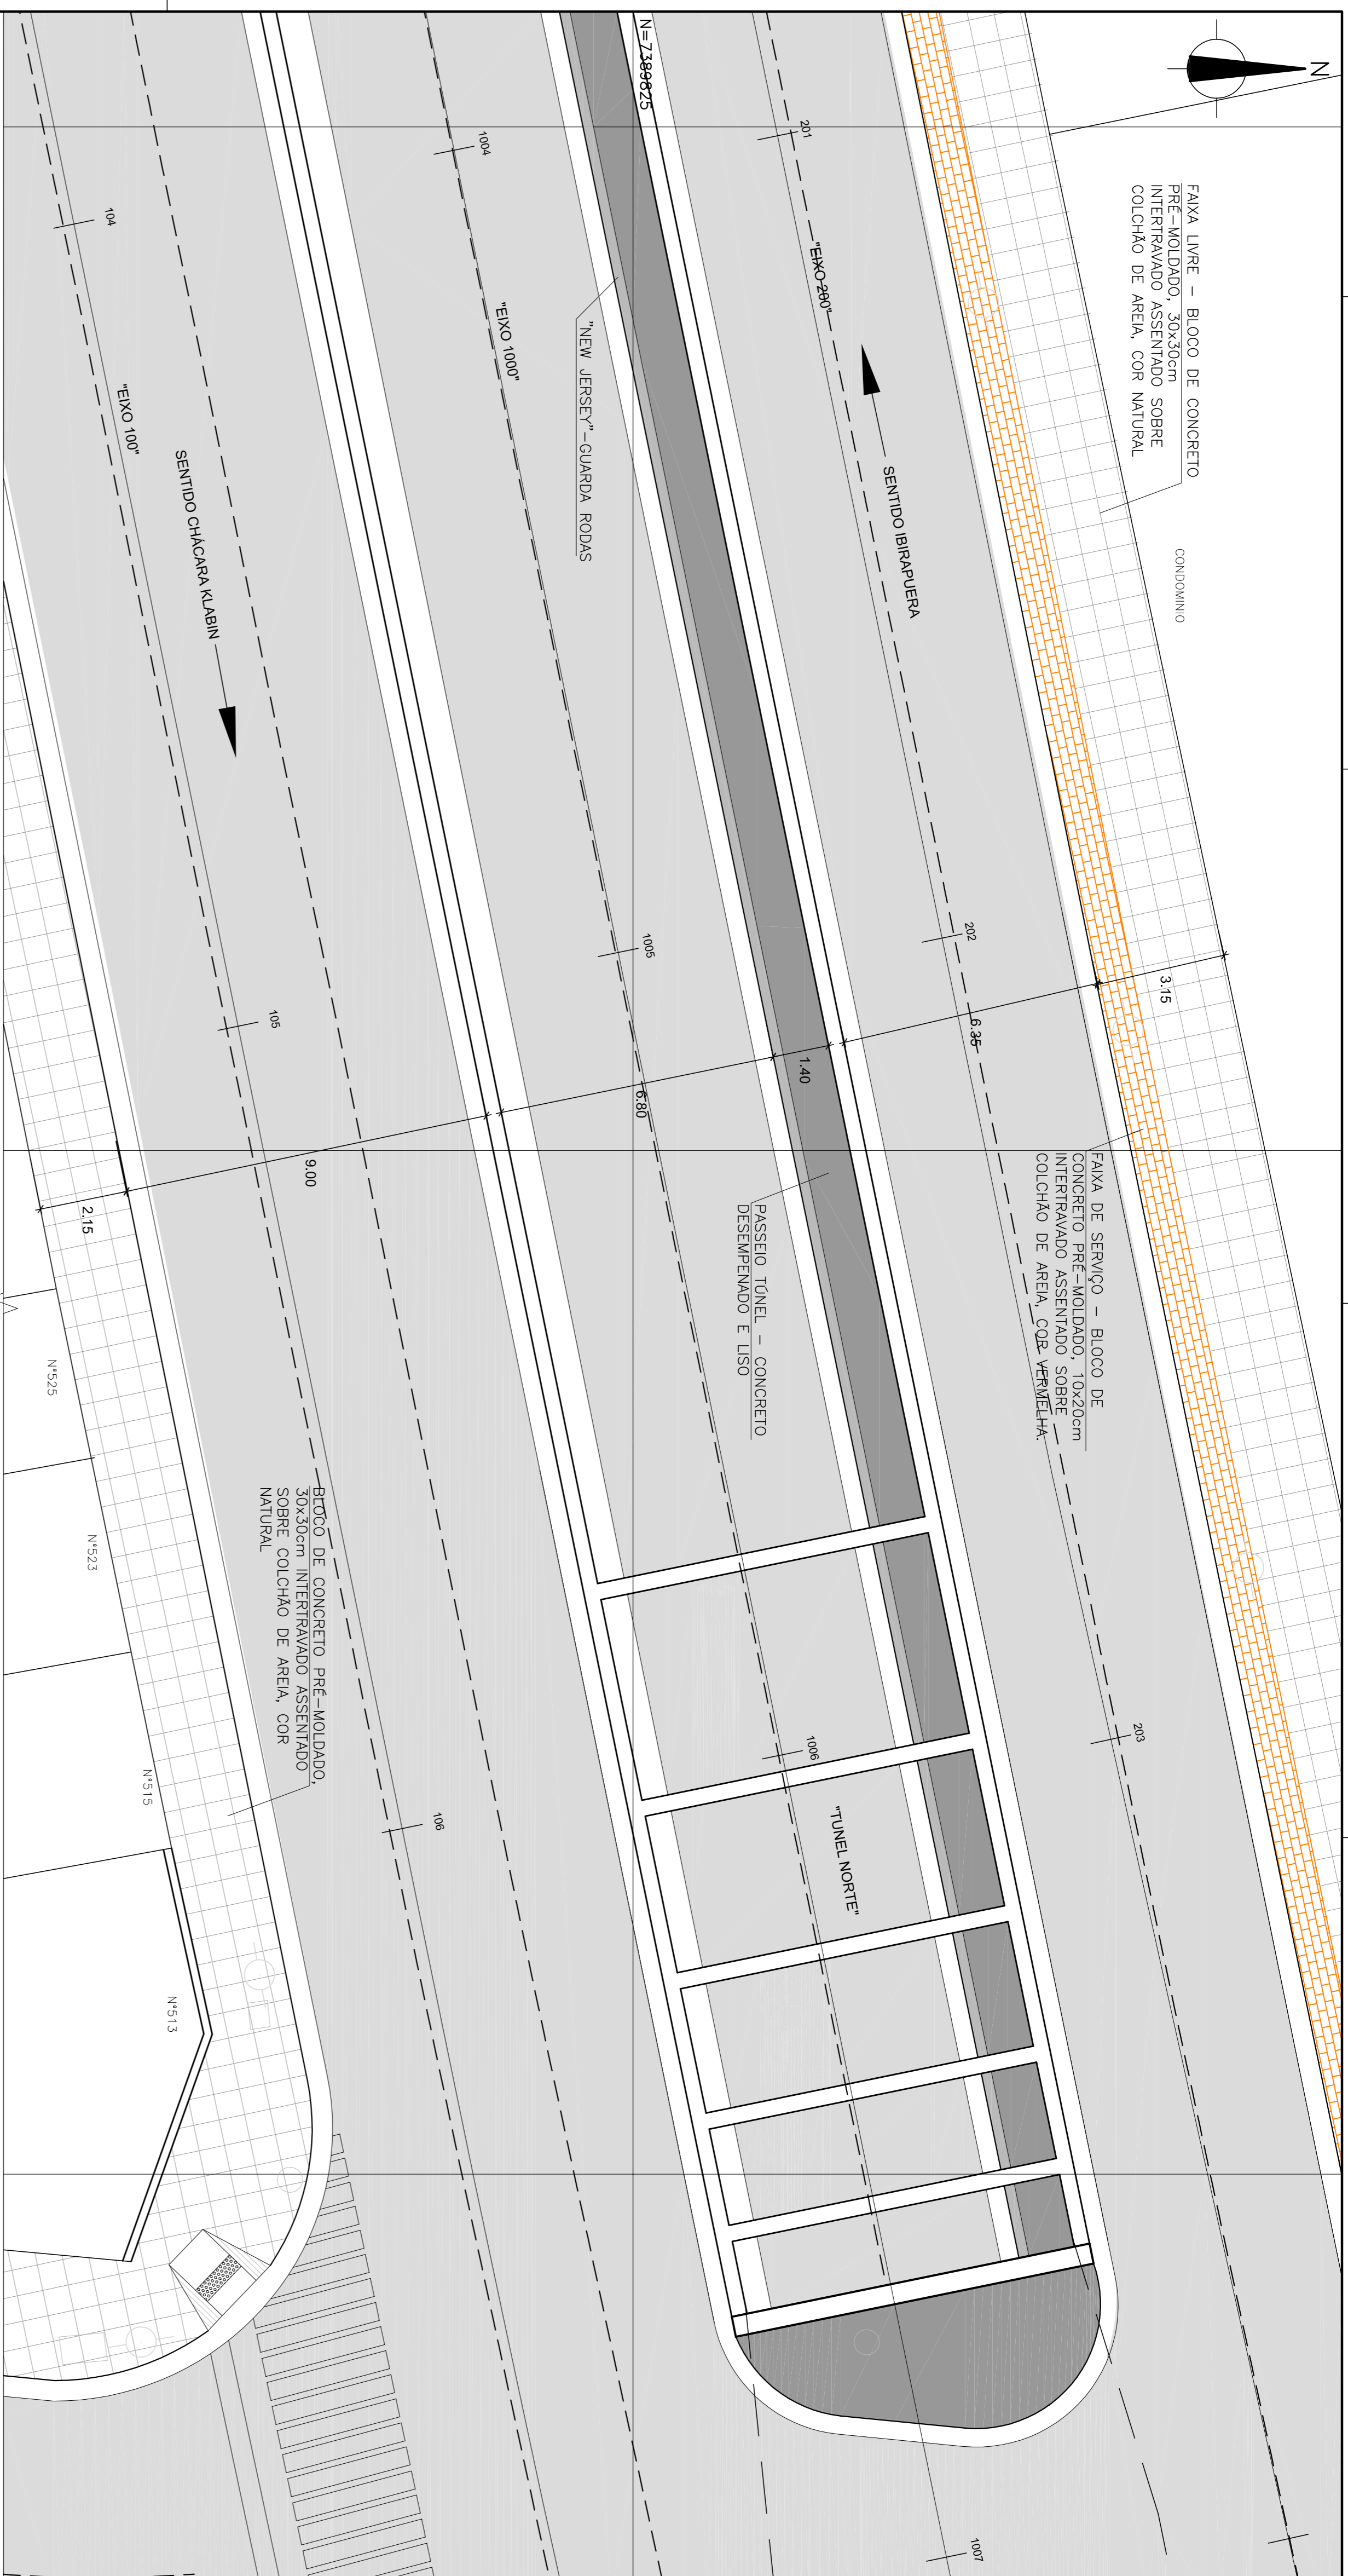 N
N=7389825
FAIXA LIVRE – BLOCO DE CONCRETO
PRÉ–MOLDADO, 30x30cm
INTERTRAVADO ASSENTADO SOBRE
COLCHÃO DE AREIA, COR NATURAL
CONDOMINIO
201
"EIXO 200"
SENTIDO IBIRAPUERA
202
203
3.15
6.35
1.40
6.80
9.00
2.15
FAIXA DE SERVIÇO – BLOCO DE
CONCRETO PRÉ–MOLDADO, 10x20cm
INTERTRAVADO ASSENTADO SOBRE
COLCHÃO DE AREIA, COR VERMELHA.
"NEW JERSEY"–GUARDA RODAS
PASSEIO TÚNEL – CONCRETO
DESEMPENADO E LISO
1004
"EIXO 1000"
1005
1006
"TUNEL NORTE"
1007
104
"EIXO 100"
SENTIDO CHÁCARA KLABIN
105
106
BLOCO DE CONCRETO PRÉ–MOLDADO,
30x30cm INTERTRAVADO ASSENTADO
SOBRE COLCHÃO DE AREIA, COR
NATURAL
N°525
N°523
N°515
N°513